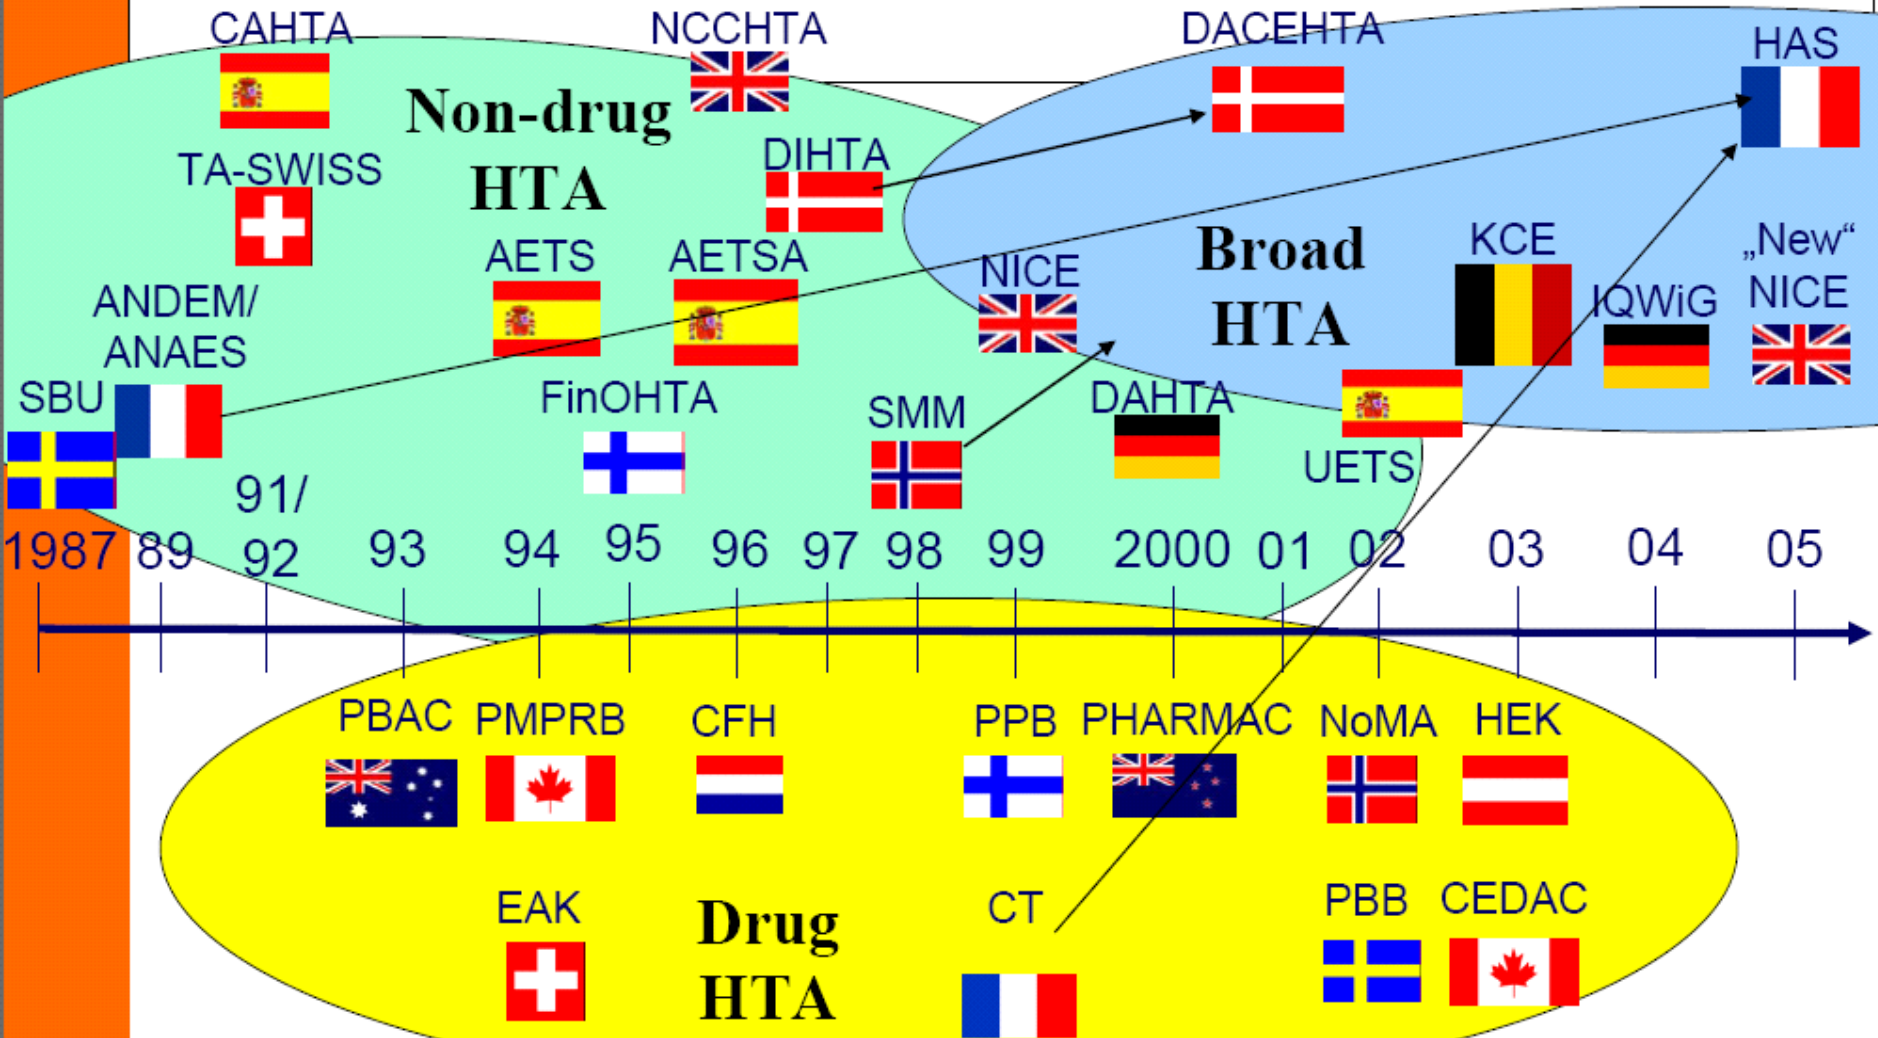 CAHTA
NCCHTA
DACEHTA
HAS
Non-drug
HTA
TA-SWISS
DIHTA
AETS
AETSA
NICE
Broad
HTA
KCE
„New“
NICE
IQWiG
ANDEM/
ANAES
SBU
FinOHTA
SMM
DAHTA
UETS
1987
89
91/
92
93
94
95
96
97
98
99
2000
01
02
03
04
05
PBAC
PMPRB
CFH
PPB
PHARMAC
NoMA
HEK
EAK
Drug
HTA
CT
PBB
CEDAC